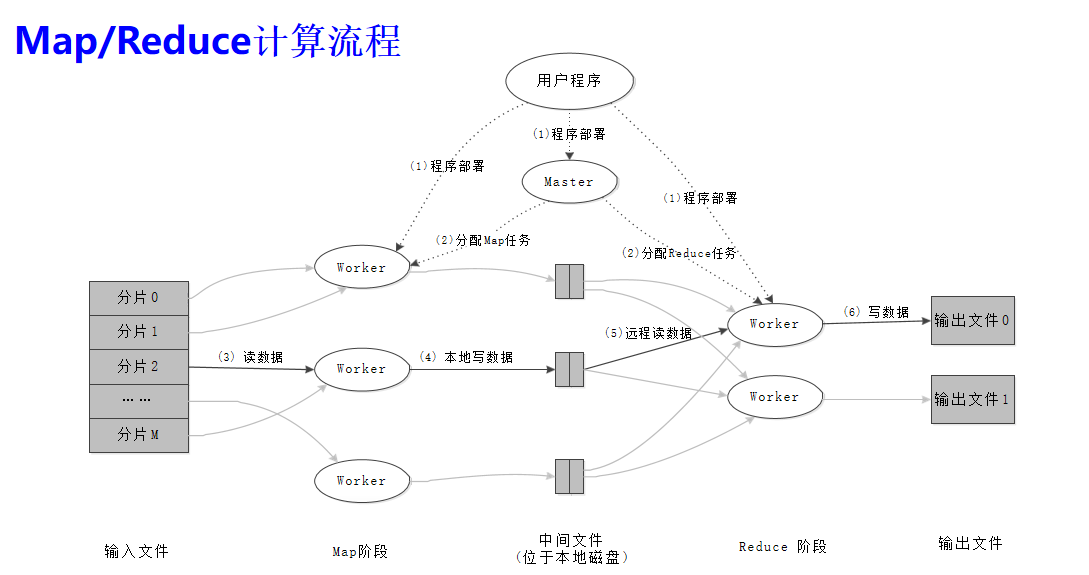 Map/Reduce计算流程
用户程序
(1)程序部署
(1)程序部署
Master
(1)程序部署
(2)分配Map任务
(2)分配Reduce任务
Worker
分片0
分片1
(6) 写数据
输出文件0
Worker
(5)远程读数据
(3) 读数据
(4) 本地写数据
分片2
Worker
……
Worker
输出文件1
分片M
Worker
输入文件
Map阶段
中间文件
(位于本地磁盘)
Reduce 阶段
输出文件